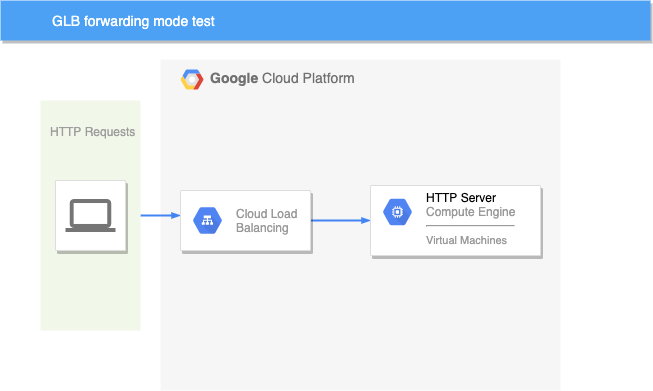 GLB forwarding mode test
Google Cloud Platform
HTTP Requests
Cloud Load
Balancing
HTTP Server
Compute Engine
Virtual Machines